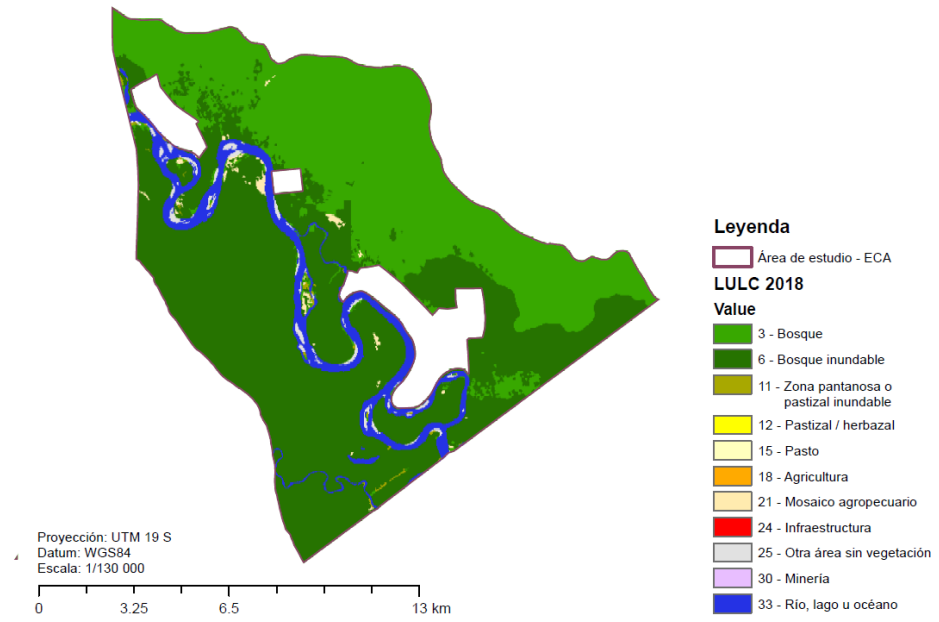 Leyenda
Área de estudio - ECA
LULC 2018
Value
3 - Bosque
6 - Bosque inundable
11 - Zona pantanosa o
pastizal inundable
12 - Pastizal / herbazal
15 - Pasto
18 - Agricultura
21 - Mosaico agropecuario
24 - Infraestructura
25 - Otra área sin vegetación
30 - Minería
33 - Río, lago u océano
Proyección: UTM 19 S
Datum: WGS84
Escala: 1/130 000
0 3.25 6.5 13 km